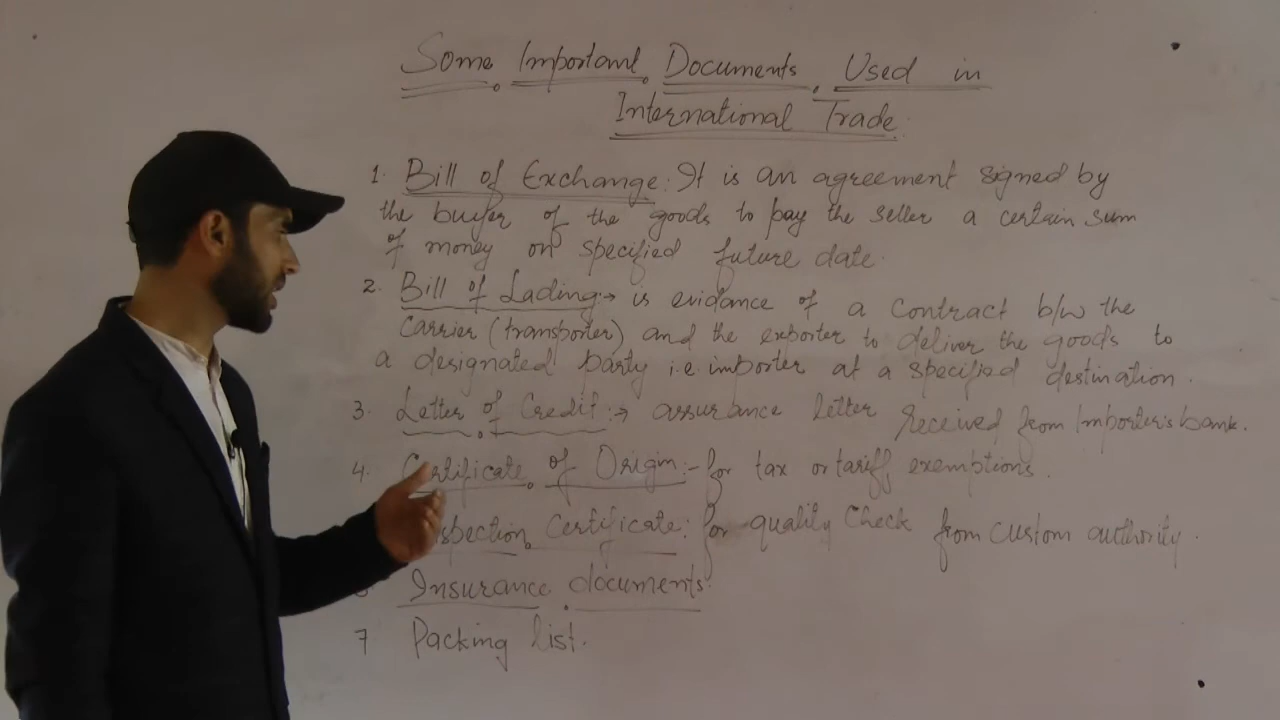 Some Important Documents Used in
International Trade.
1. Bill of Exchange: It is an agreement signed by
the buyer of the goods to pay the seller a certain sum
of money on specified future date.
2. Bill of Lading:→ is evidance of a contract b/w the
carrier (transporter) and the exporter to deliver the goods to
a designated party i.e importer at a specified destination.
3. Letter of Credit:→ assurance letter received from Importer's bank.
4. Certificate of Origin:- for tax or tariff exemptions.
spection Certificate: for quality check from custom authority.
Insurance documents.
7 Packing list.